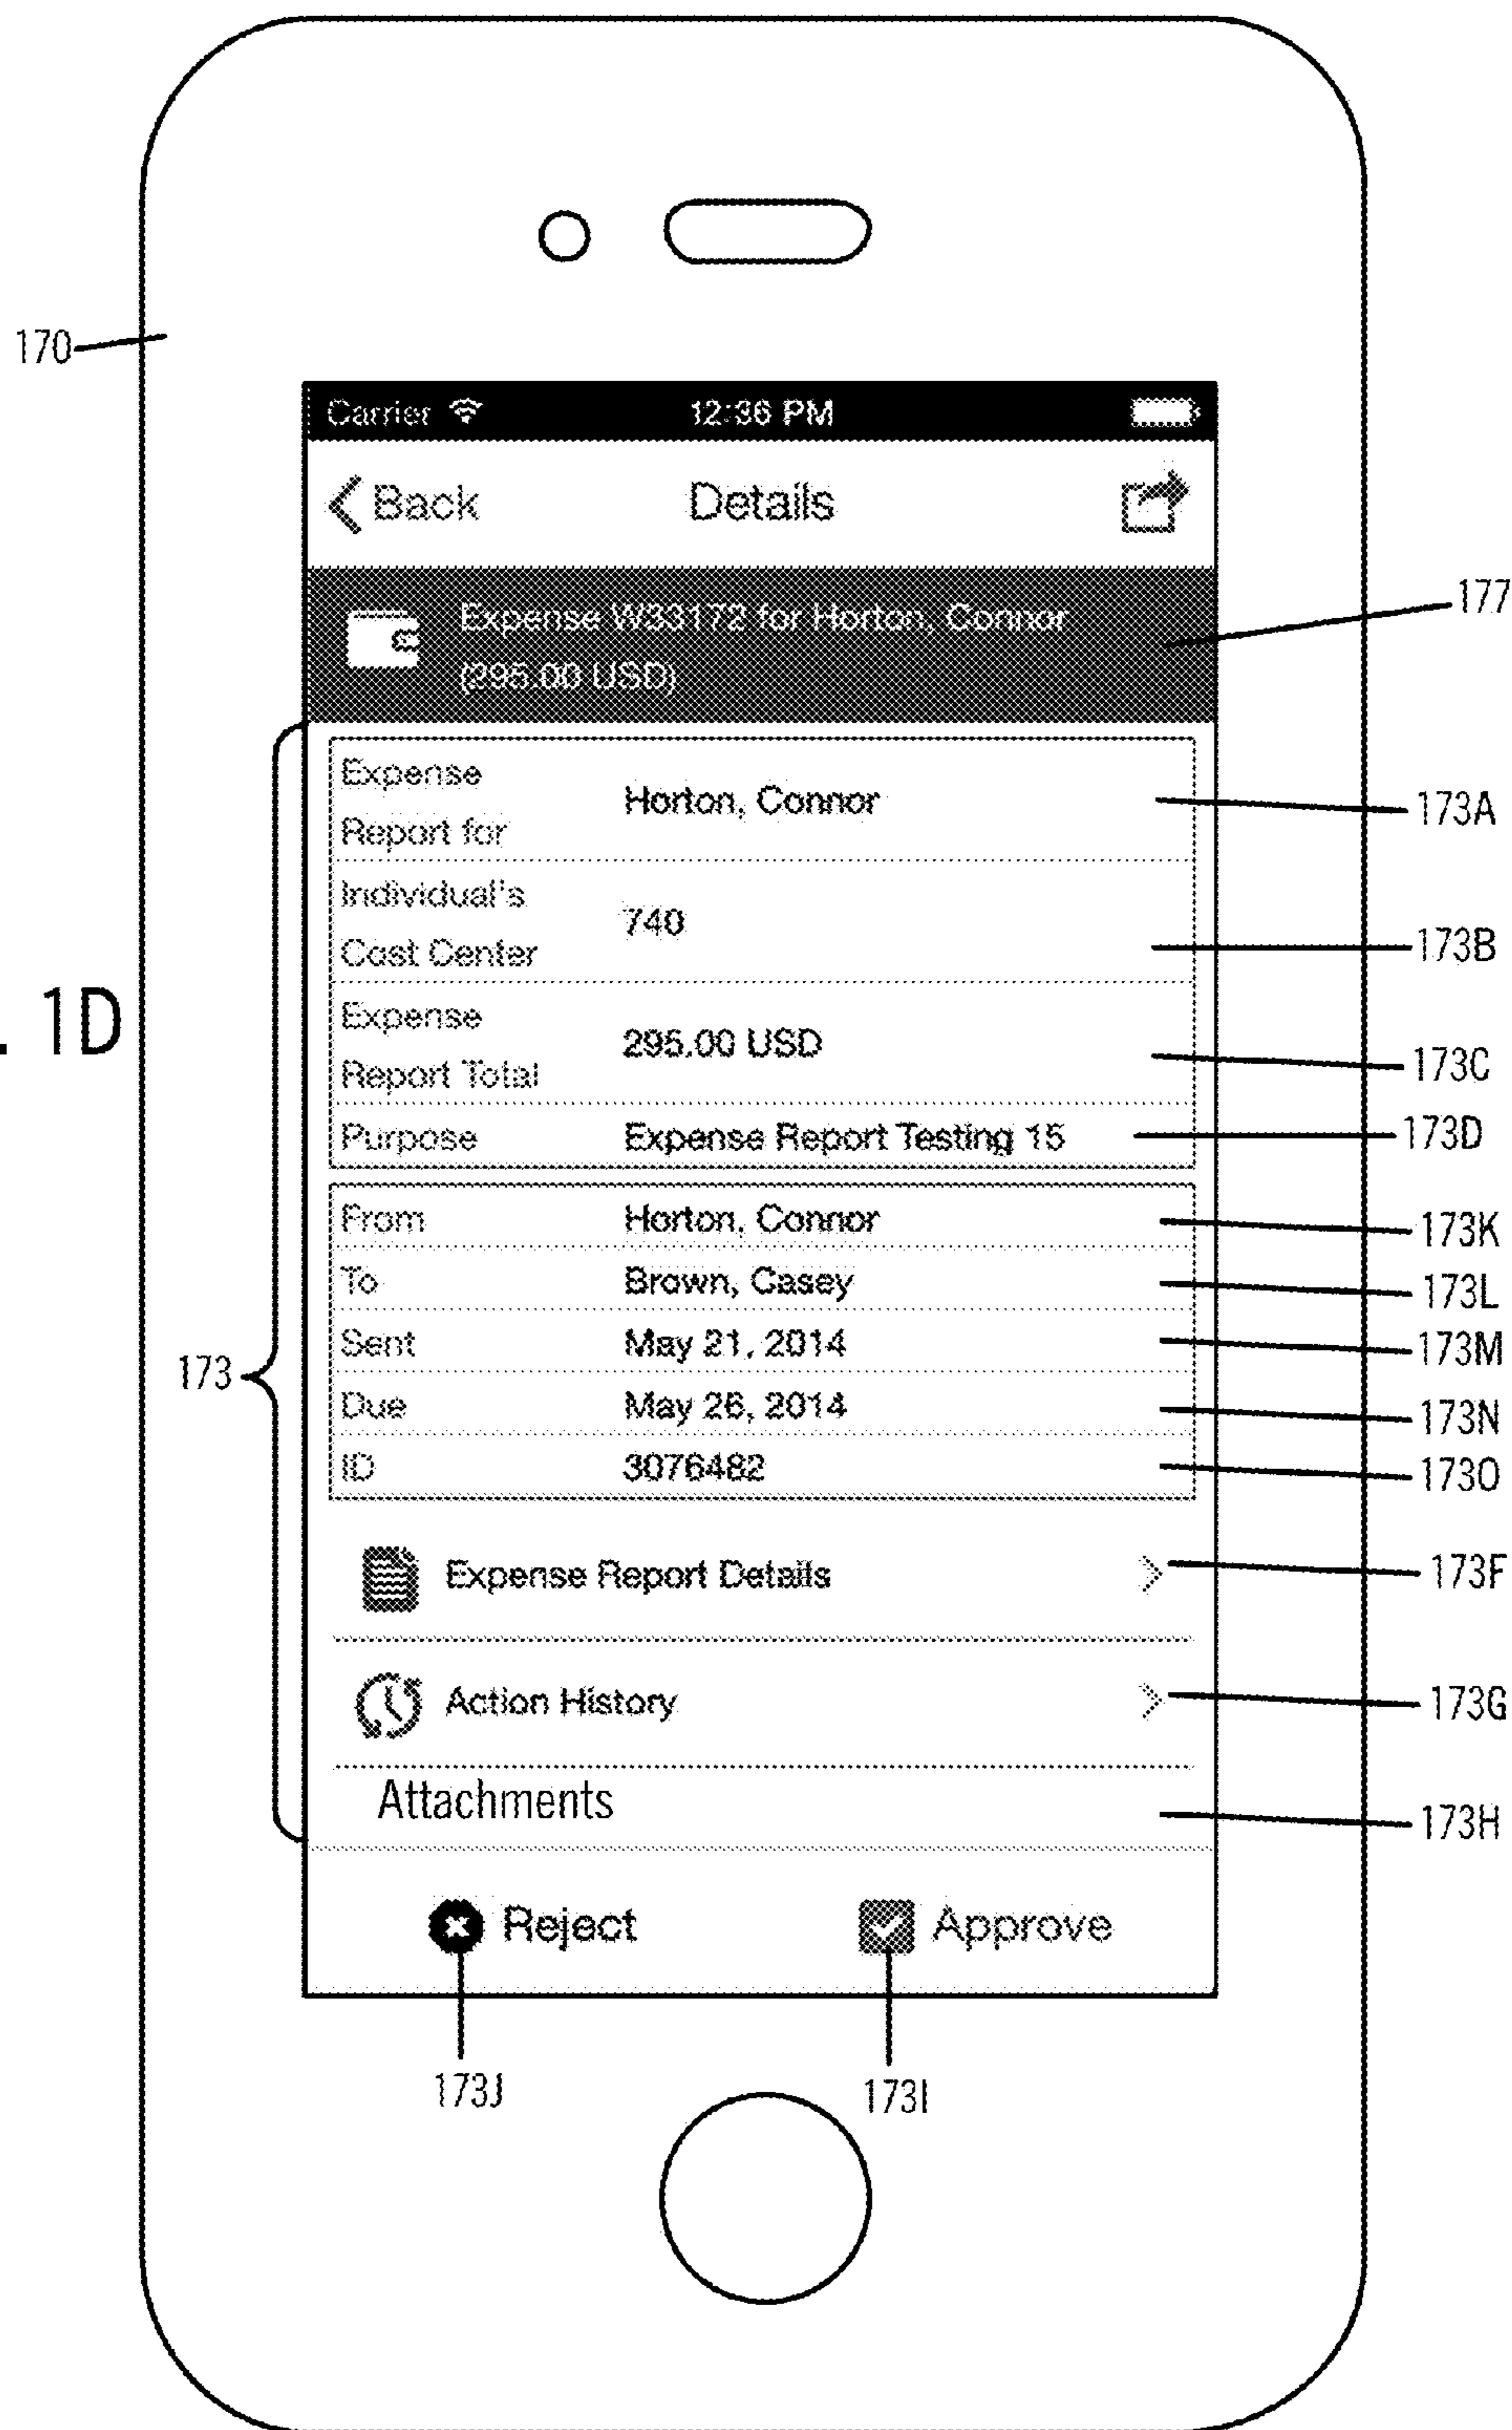 170
Carrier 12:36 PM
Back Details
Expense W33172 for Horton, Connor
(295.00 USD)
177
Expense
Report for
Horton, Connor
173A
Individual's
Cost Center
740
173B
. 1D
Expense
Report Total
295.00 USD
173C
Purpose Expense Report Testing 15
173D
From Horton, Connor
173K
To Brown, Casey
173L
Sent May 21, 2014
173M
173
Due May 26, 2014
173N
ID 3076482
173O
Expense Report Details
173F
Action History
173G
Attachments
173H
Reject Approve
173J 173I